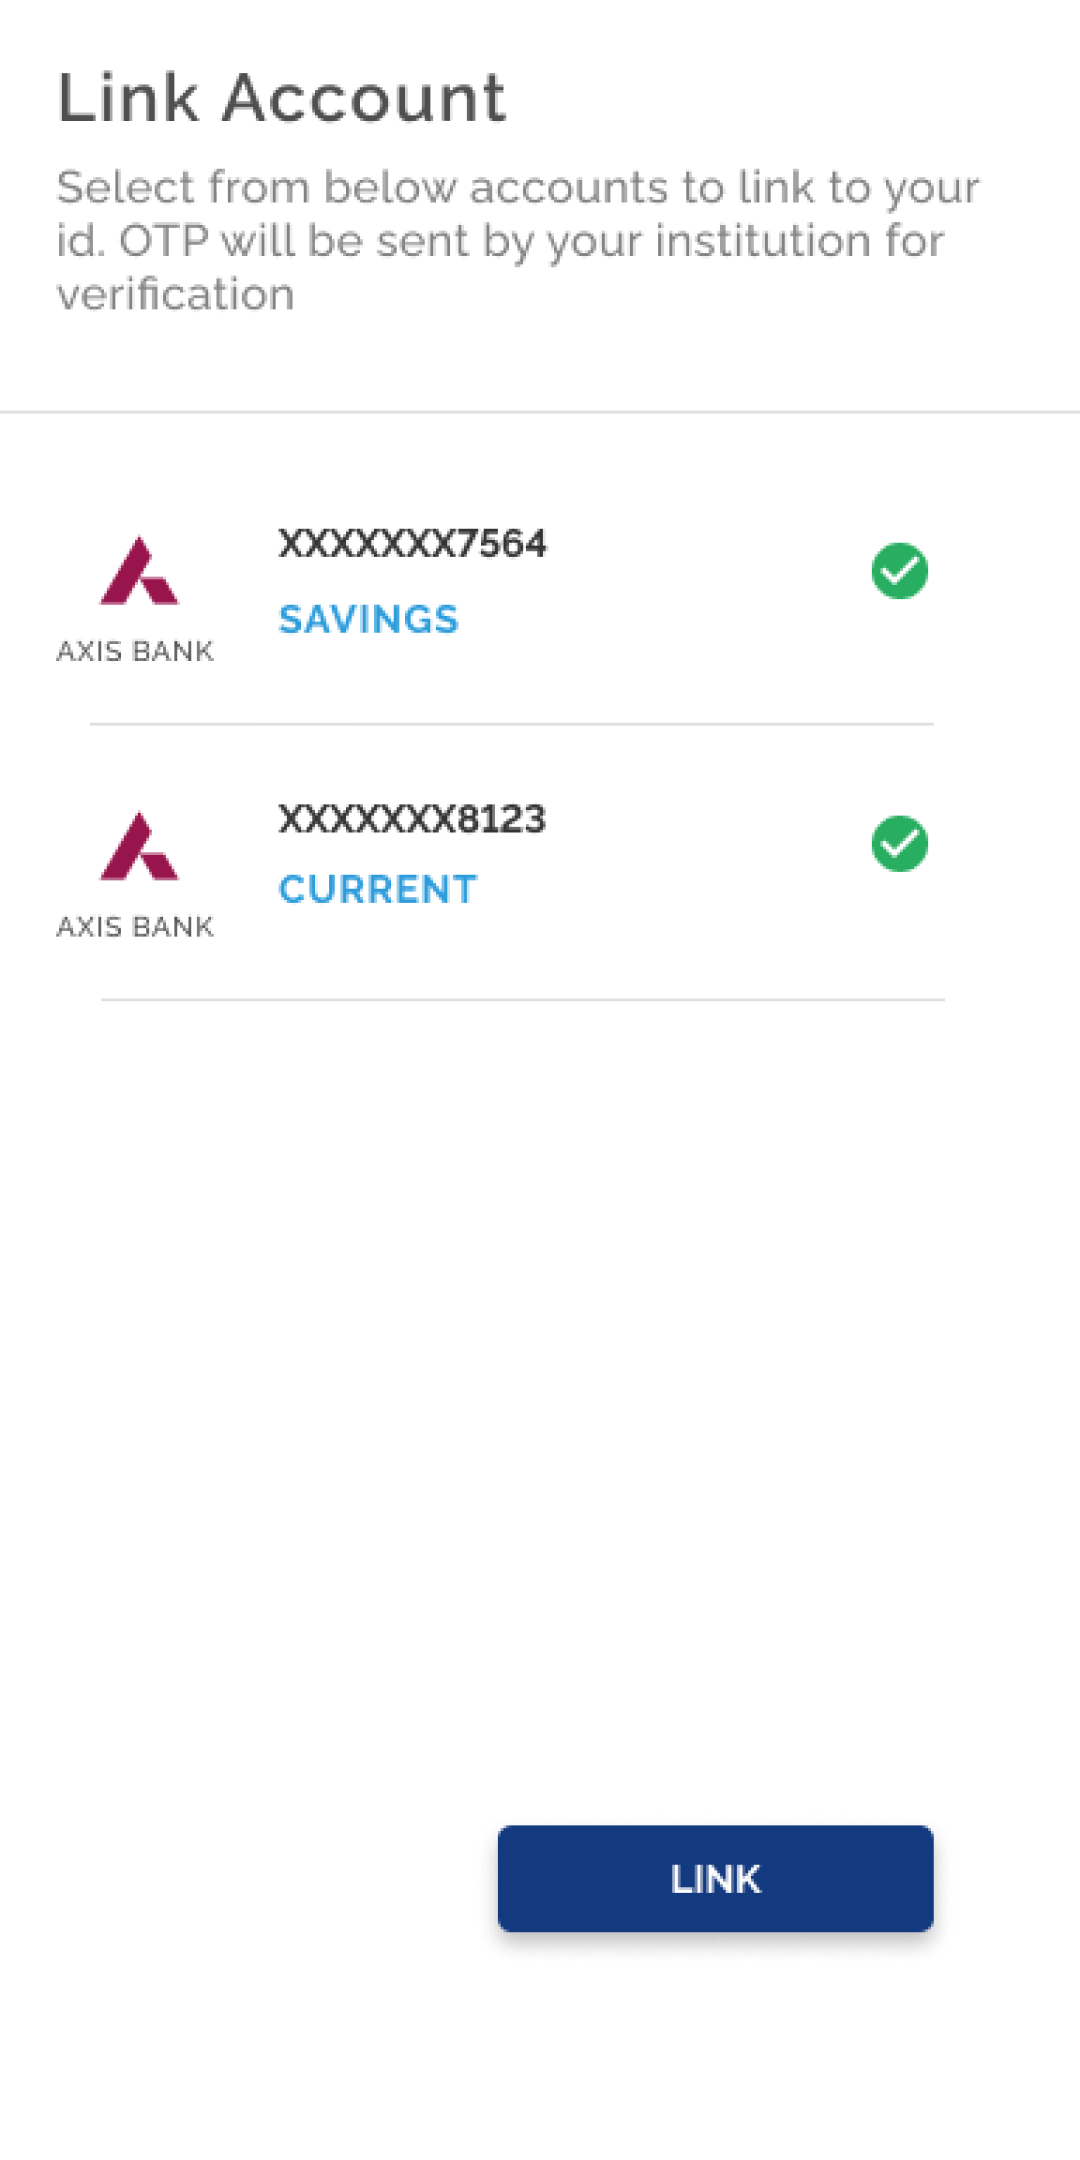 Link Account
Select from below accounts to link to your
id. OTP will be sent by your institution for
verification
XXXXXXX7564
SAVINGS
AXIS BANK
XXXXXXX8123
CURRENT
AXIS BANK
LINK